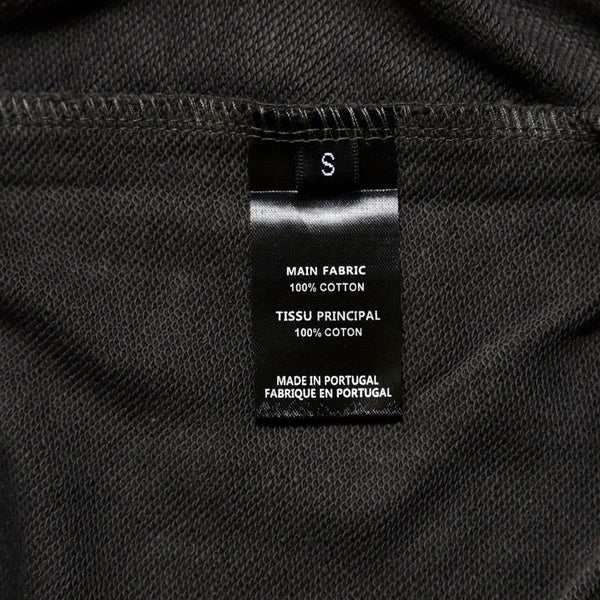 S
MAIN FABRIC
100% COTTON
TISSU PRINCIPAL
100% COTON
MADE IN PORTUGAL
FABRIQUE EN PORTUGAL